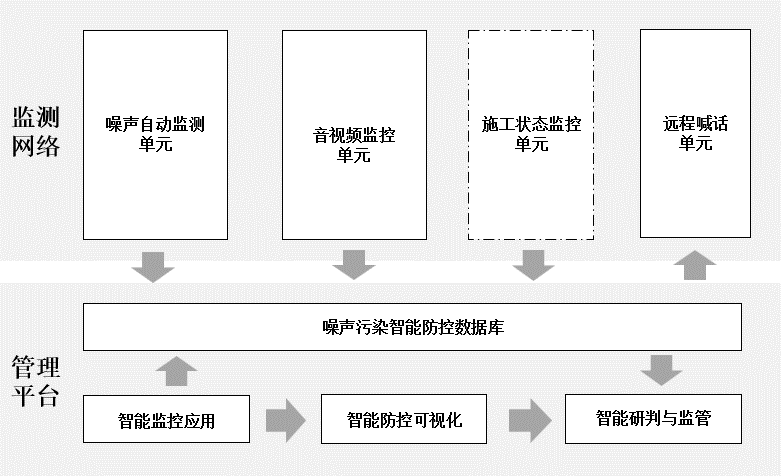 监测
网络
噪声自动监测
单元
音视频监控
单元
施工状态监控
单元
远程喊话
单元
管理
平台
噪声污染智能防控数据库
智能监控应用
智能防控可视化
智能研判与监管